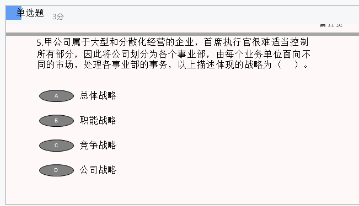 单选题 3分
5.甲公司属于大型和分散化经营的企业，首席执行官很难适当控制
所有部分，因此将公司划分为各个事业部，由每个业务单位面向不
同的市场，处理各事业部的事务，以上描述体现的战略为（ ）。
A 总体战略
B 职能战略
C 竞争战略
D 公司战略